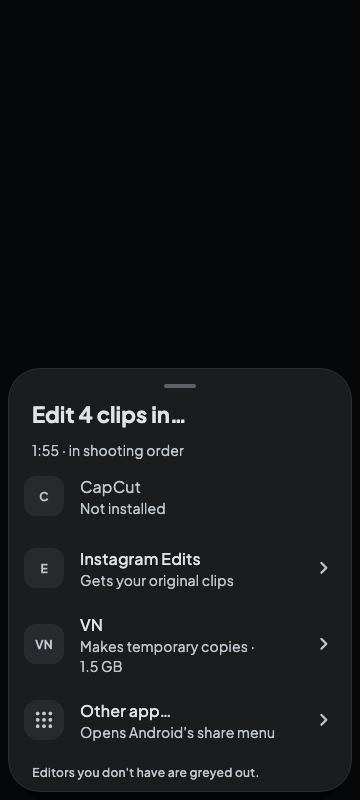 Edit 4 clips in…
1:55 · in shooting order
C
CapCut
Not installed
E
Instagram Edits
Gets your original clips
VN
VN
Makes temporary copies ·
1.5 GB
Other app…
Opens Android's share menu
Editors you don't have are greyed out.